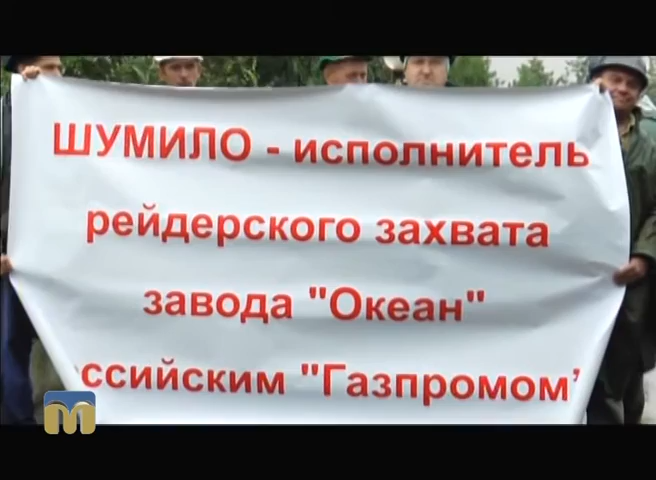 ШУМИЛО - исполнитель
рейдерского захвата
завода "Океан"
ссийским "Газпромом"